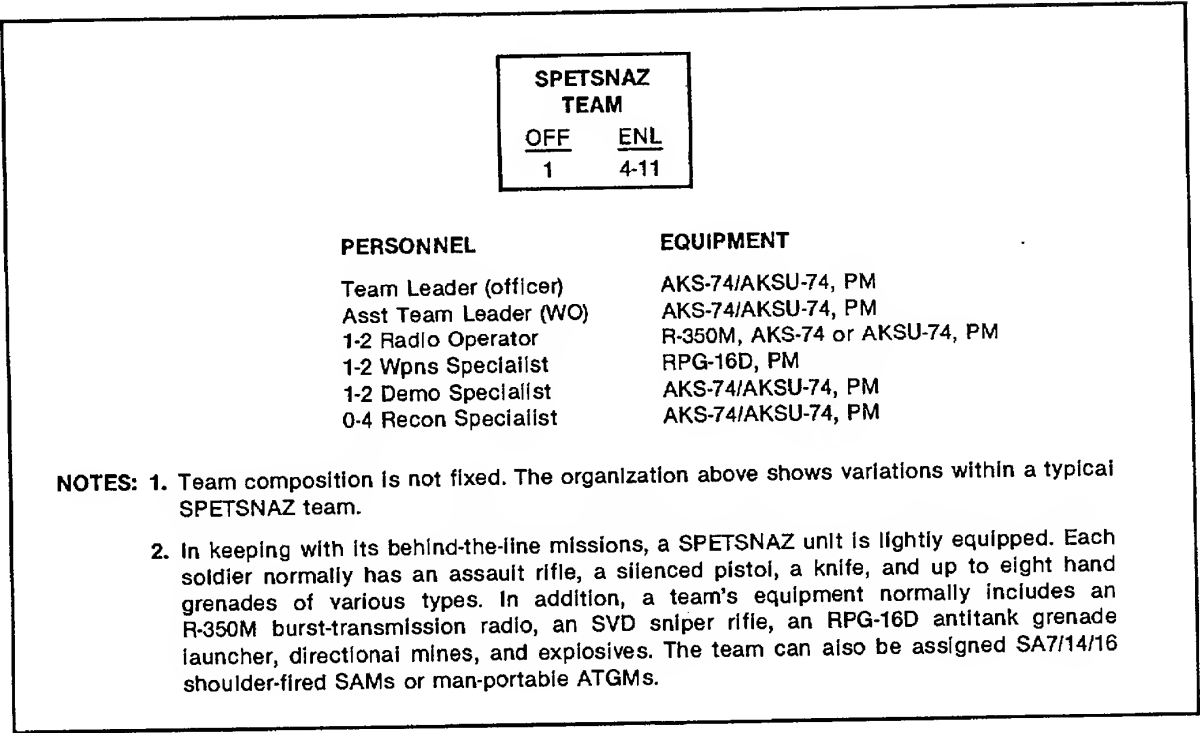 SPETSNAZ
TEAM
OFF ENL
1 4-11
PERSONNEL EQUIPMENT
Team Leader (officer) AKS-74/AKSU-74, PM
Asst Team Leader (WO) AKS-74/AKSU-74, PM
1-2 Radio Operator R-350M, AKS-74 or AKSU-74, PM
1-2 Wpns Specialist RPG-16D, PM
1-2 Demo Specialist AKS-74/AKSU-74, PM
0-4 Recon Specialist AKS-74/AKSU-74, PM
NOTES: 1. Team composition is not fixed. The organization above shows variations within a typical
SPETSNAZ team.
2. In keeping with its behind-the-line missions, a SPETSNAZ unit is lightly equipped. Each
soldier normally has an assault rifle, a silenced pistol, a knife, and up to eight hand
grenades of various types. In addition, a team's equipment normally includes an
R-350M burst-transmission radio, an SVD sniper rifle, an RPG-16D antitank grenade
launcher, directional mines, and explosives. The team can also be assigned SA7/14/16
shoulder-fired SAMs or man-portable ATGMs.